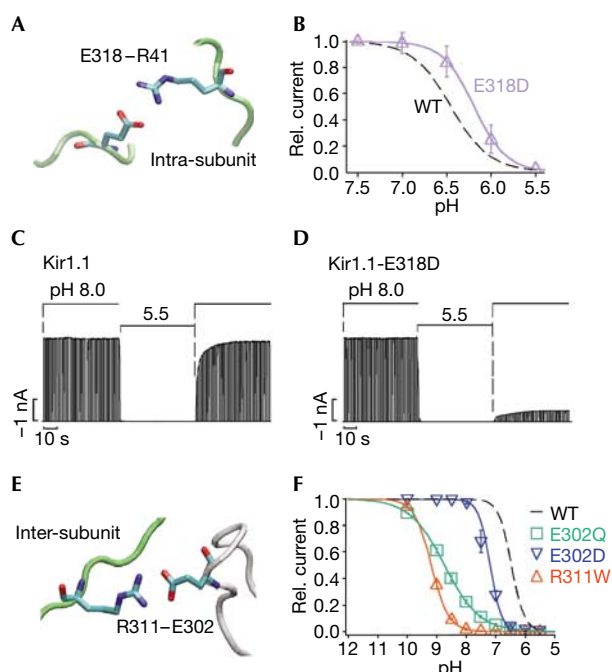 A
E318–R41
Intra-subunit
B
Rel. current
1.0
0.8
0.6
0.4
0.2
0.0
E318D
WT
7.5 7.0 6.5 6.0 5.5
pH
C
Kir1.1
pH 8.0
5.5
–1 nA
10 s
D
Kir1.1-E318D
pH 8.0
5.5
–1 nA
10 s
E
Inter-subunit
R311–E302
F
Rel. current
1.0
0.8
0.6
0.4
0.2
0.0
WT
E302Q
E302D
R311W
12 11 10 9 8 7 6 5
pH